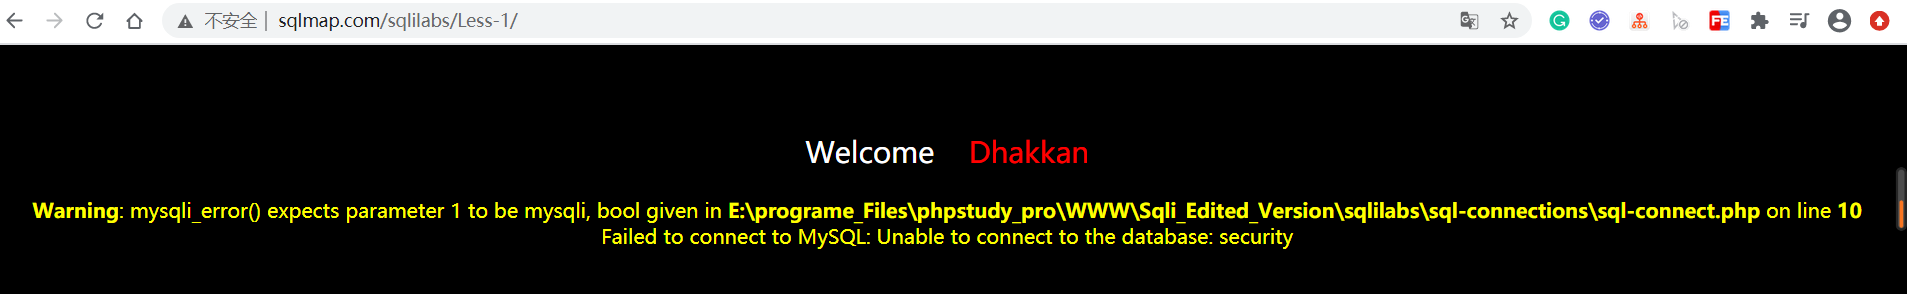 不安全 | sqlmap.com/sqlilabs/Less-1/
Welcome Dhakkan
Warning: mysqli_error() expects parameter 1 to be mysqli, bool given in E:\programe_Files\phpstudy_pro\WWW\Sqli_Edited_Version\sqlilabs\sql-connections\sql-connect.php on line 10
Failed to connect to MySQL: Unable to connect to the database: security